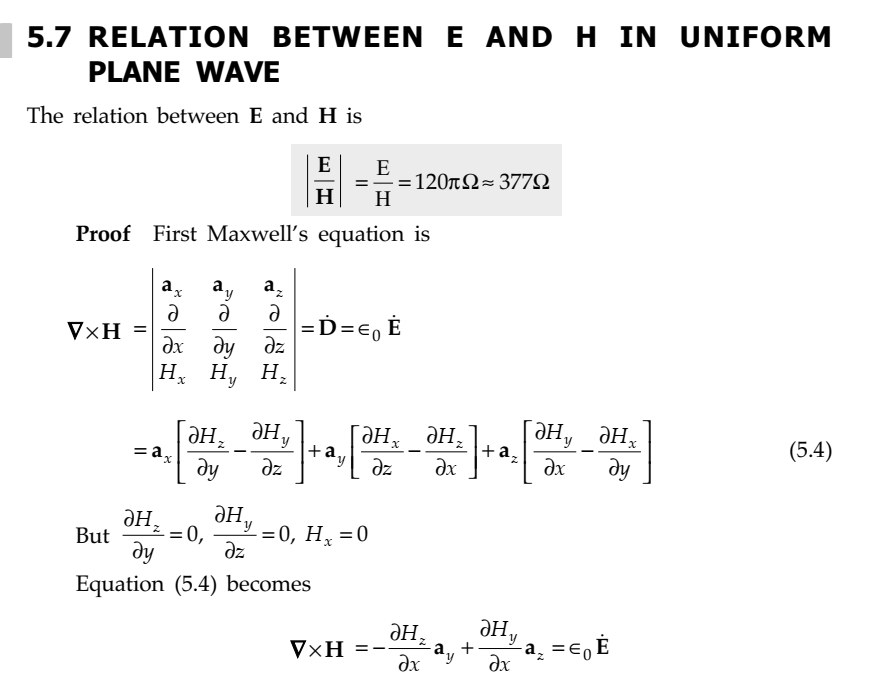 5.7 RELATION BETWEEN E AND H IN UNIFORM
PLANE WAVE
The relation between E and H is
|E/H| = E/H = 120πΩ ≈ 377Ω
Proof First Maxwell's equation is
∇×H = | a_x a_y a_z ; ∂/∂x ∂/∂y ∂/∂z ; H_x H_y H_z | = Ḋ = ∈₀ Ė
= a_x [∂H_z/∂y − ∂H_y/∂z] + a_y [∂H_x/∂z − ∂H_z/∂x] + a_z [∂H_y/∂x − ∂H_x/∂y] (5.4)
But ∂H_z/∂y = 0, ∂H_y/∂z = 0, H_x = 0
Equation (5.4) becomes
∇×H = − ∂H_z/∂x a_y + ∂H_y/∂x a_z = ∈₀ Ė